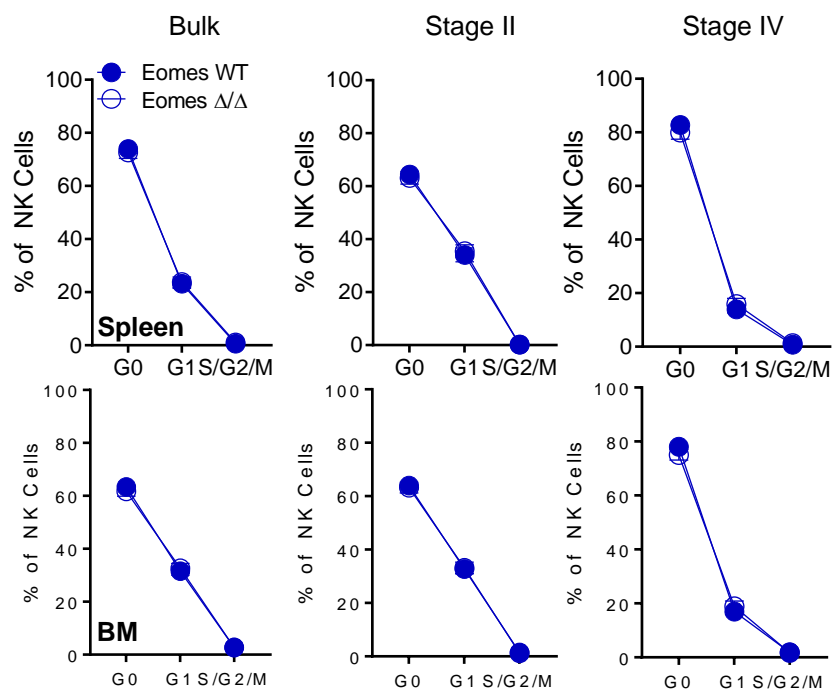 Bulk Stage II Stage IV
Eomes WT
Eomes Δ/Δ
% of NK Cells
100
80
60
40
20
0
Spleen
G0 G1 S/G2/M
% of NK Cells
100
80
60
40
20
0
G0 G1 S/G2/M
% of NK Cells
100
80
60
40
20
0
G0 G1 S/G2/M
% of NK Cells
100
80
60
40
20
0
BM
G0 G1 S/G2/M
% of NK Cells
100
80
60
40
20
0
G0 G1 S/G2/M
% of NK Cells
100
80
60
40
20
0
G0 G1 S/G2/M